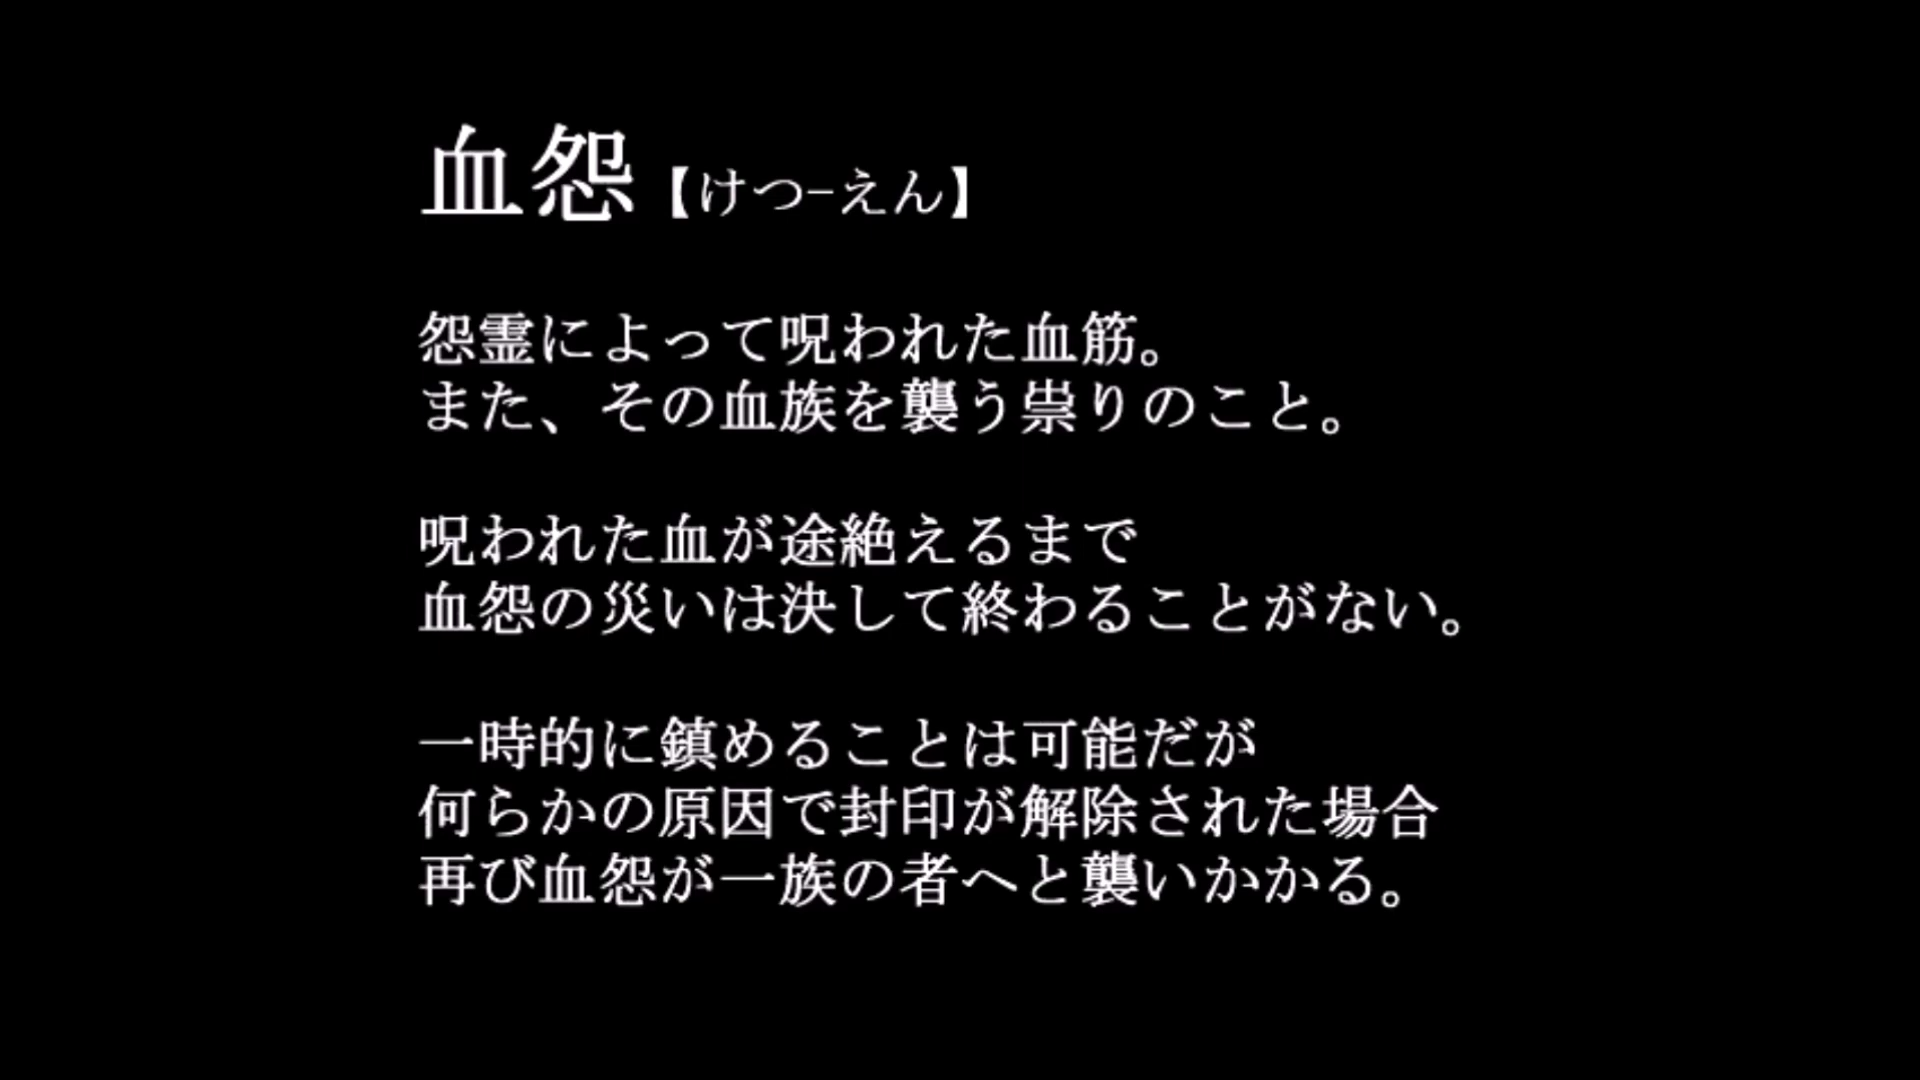 血怨【けつ−えん】
怨霊によって呪われた血筋。
また、その血族を襲う祟りのこと。
呪われた血が途絶えるまで
血怨の災いは決して終わることがない。
一時的に鎮めることは可能だが
何らかの原因で封印が解除された場合
再び血怨が一族の者へと襲いかかる。